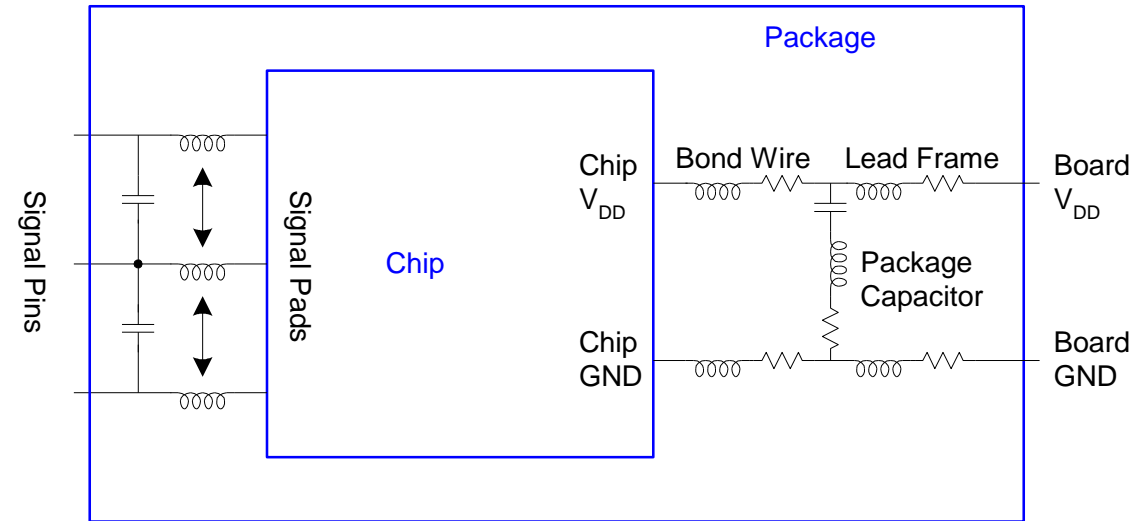 Package
Signal Pins
Signal Pads
Chip
Chip
V_DD
Bond Wire
Lead Frame
Board
V_DD
Package
Capacitor
Chip
GND
Board
GND